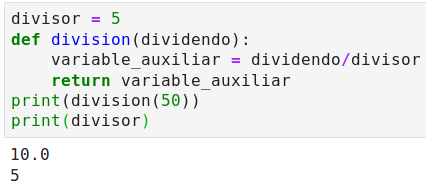 divisor = 5
def division(dividendo):
    variable_auxiliar = dividendo/divisor
    return variable_auxiliar
print(division(50))
print(divisor)
10.0
5